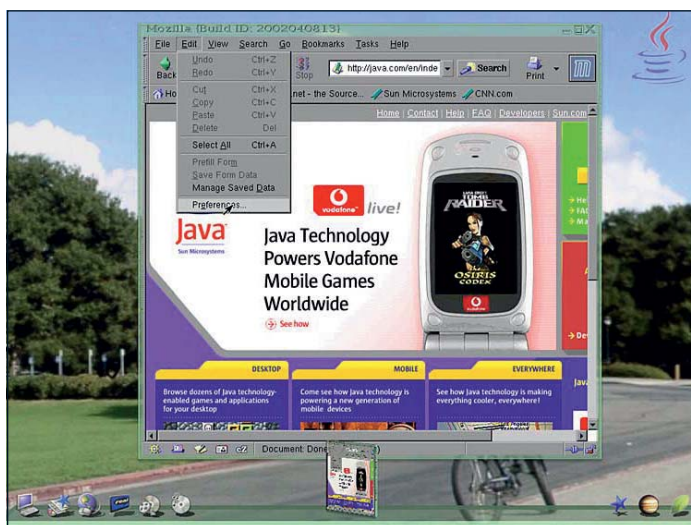 Mozilla {Build ID: 2002040813}
File Edit View Search Go Bookmarks Tasks Help
Back
Stop
http://java.com/en/inde
Search
Print
Undo Ctrl+Z
Redo Ctrl+Y
Cut Ctrl+X
Copy Ctrl+C
Paste Ctrl+V
Delete Del
Select All Ctrl+A
Prefill Form
Save Form Data
Manage Saved Data
Preferences...
.net - the Source... Sun Microsystems CNN.com
Home | Contact | Help | FAQ | Developers | Sun.com
vodafone live!
Java
Sun Microsystems
Java Technology
Powers Vodafone
Mobile Games
Worldwide
See how
TOMB
RAIDER
OSIRIS
CODEX
He
FAQ
De
DESKTOP
Browse dozens of Java technology-
enabled games and applications
for your desktop
MOBILE
Come see how Java technology is
powering a new generation of
mobile devices
EVERYWHERE
See how Java technology is making
everything cooler, everywhere!
Java
Document: Done